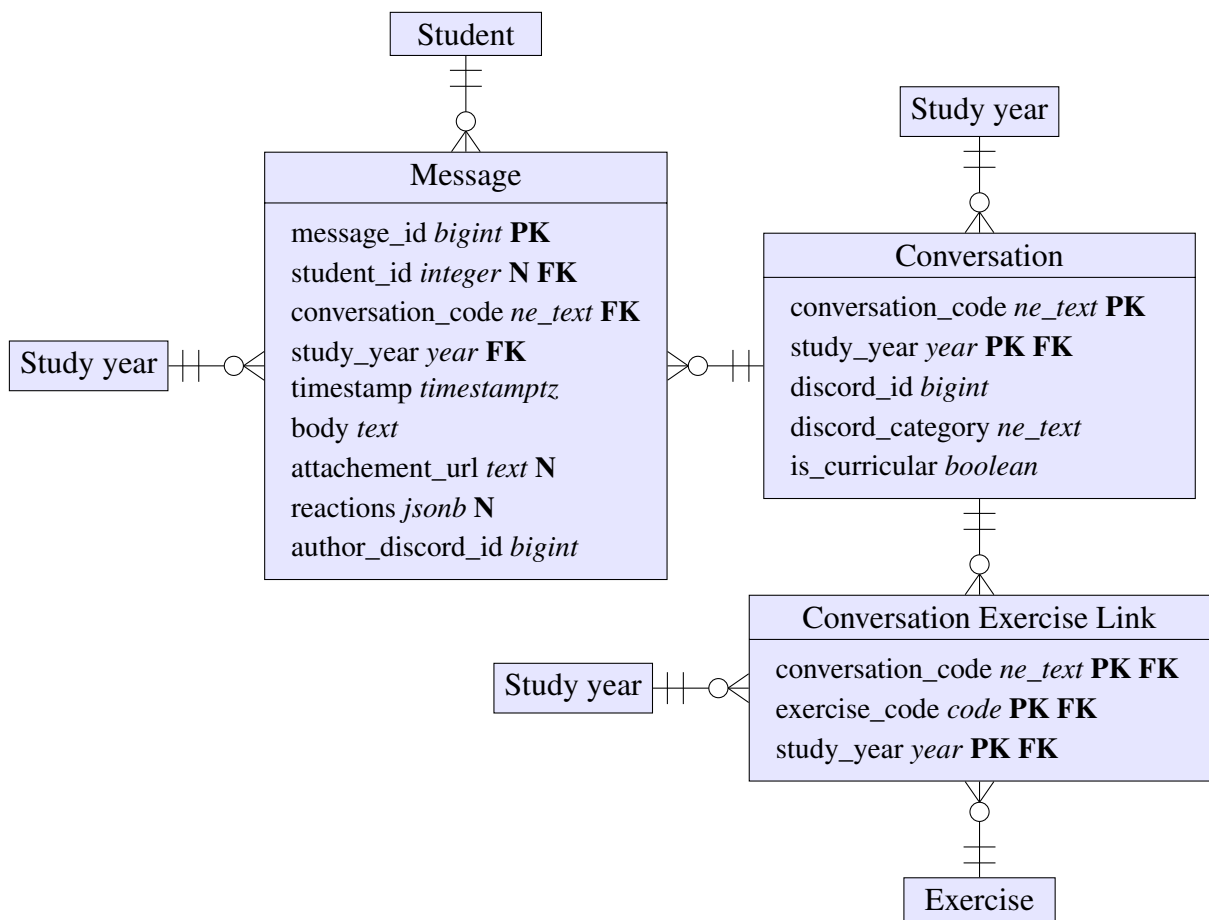 Student
Study year
Message
message_id bigint PK
student_id integer N FK
conversation_code ne_text FK
study_year year FK
timestamp timestamptz
body text
attachement_url text N
reactions jsonb N
author_discord_id bigint
Study year
Conversation
conversation_code ne_text PK
study_year year PK FK
discord_id bigint
discord_category ne_text
is_curricular boolean
Conversation Exercise Link
conversation_code ne_text PK FK
exercise_code code PK FK
study_year year PK FK
Study year
Exercise